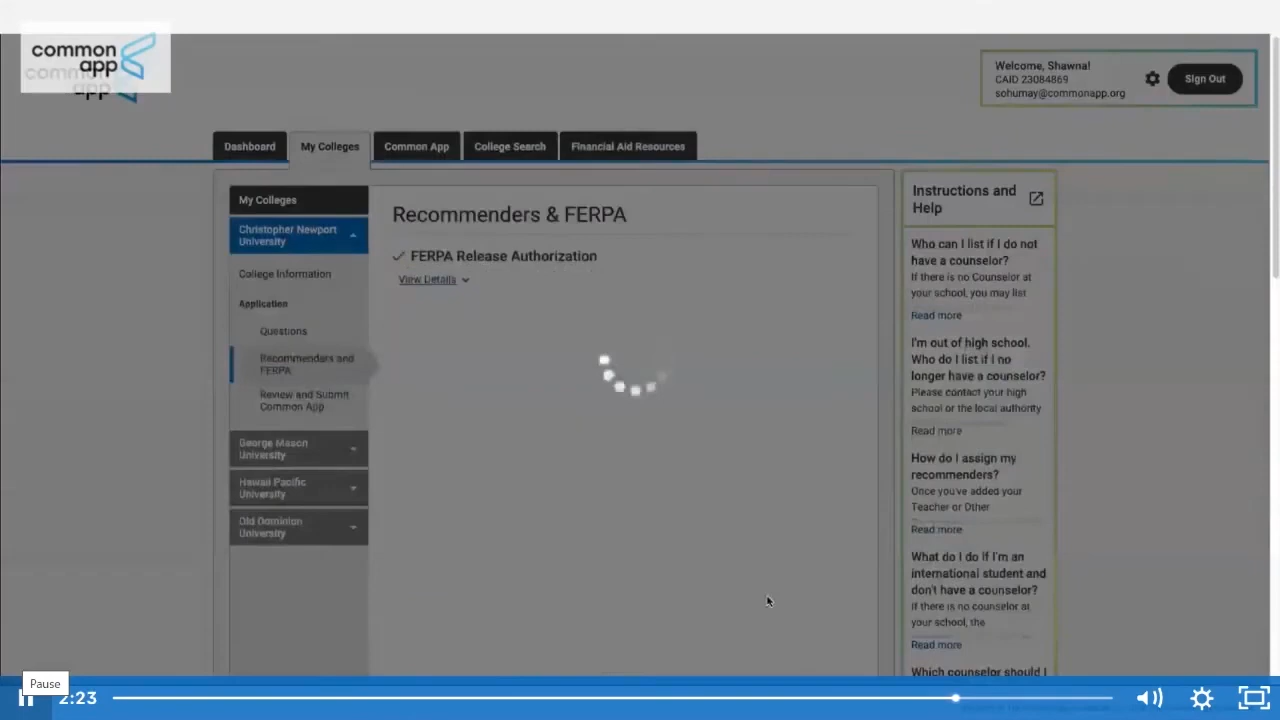 common
app
common
app
Welcome, Shawna!
CAID 23084869
sohumay@commonapp.org
Sign Out
Dashboard
My Colleges
Common App
College Search
Financial Aid Resources
My Colleges
Christopher Newport
University
College Information
Application
Questions
Recommenders and
FERPA
Review and Submit
Common App
George Mason
University
Hawaii Pacific
University
Old Dominion
University
Recommenders & FERPA
FERPA Release Authorization
View Details
Instructions and
Help
Who can I list if I do not
have a counselor?
If there is no Counselor at
your school, you may list
Read more
I'm out of high school.
Who do I list if I no
longer have a counselor?
Please contact your high
school or the local authority
Read more
How do I assign my
recommenders?
Once you've added your
Teacher or Other
Read more
What do I do if I'm an
international student and
don't have a counselor?
If there is no counselor at
your school, the
Read more
Which counselor should I
Pause
2:23